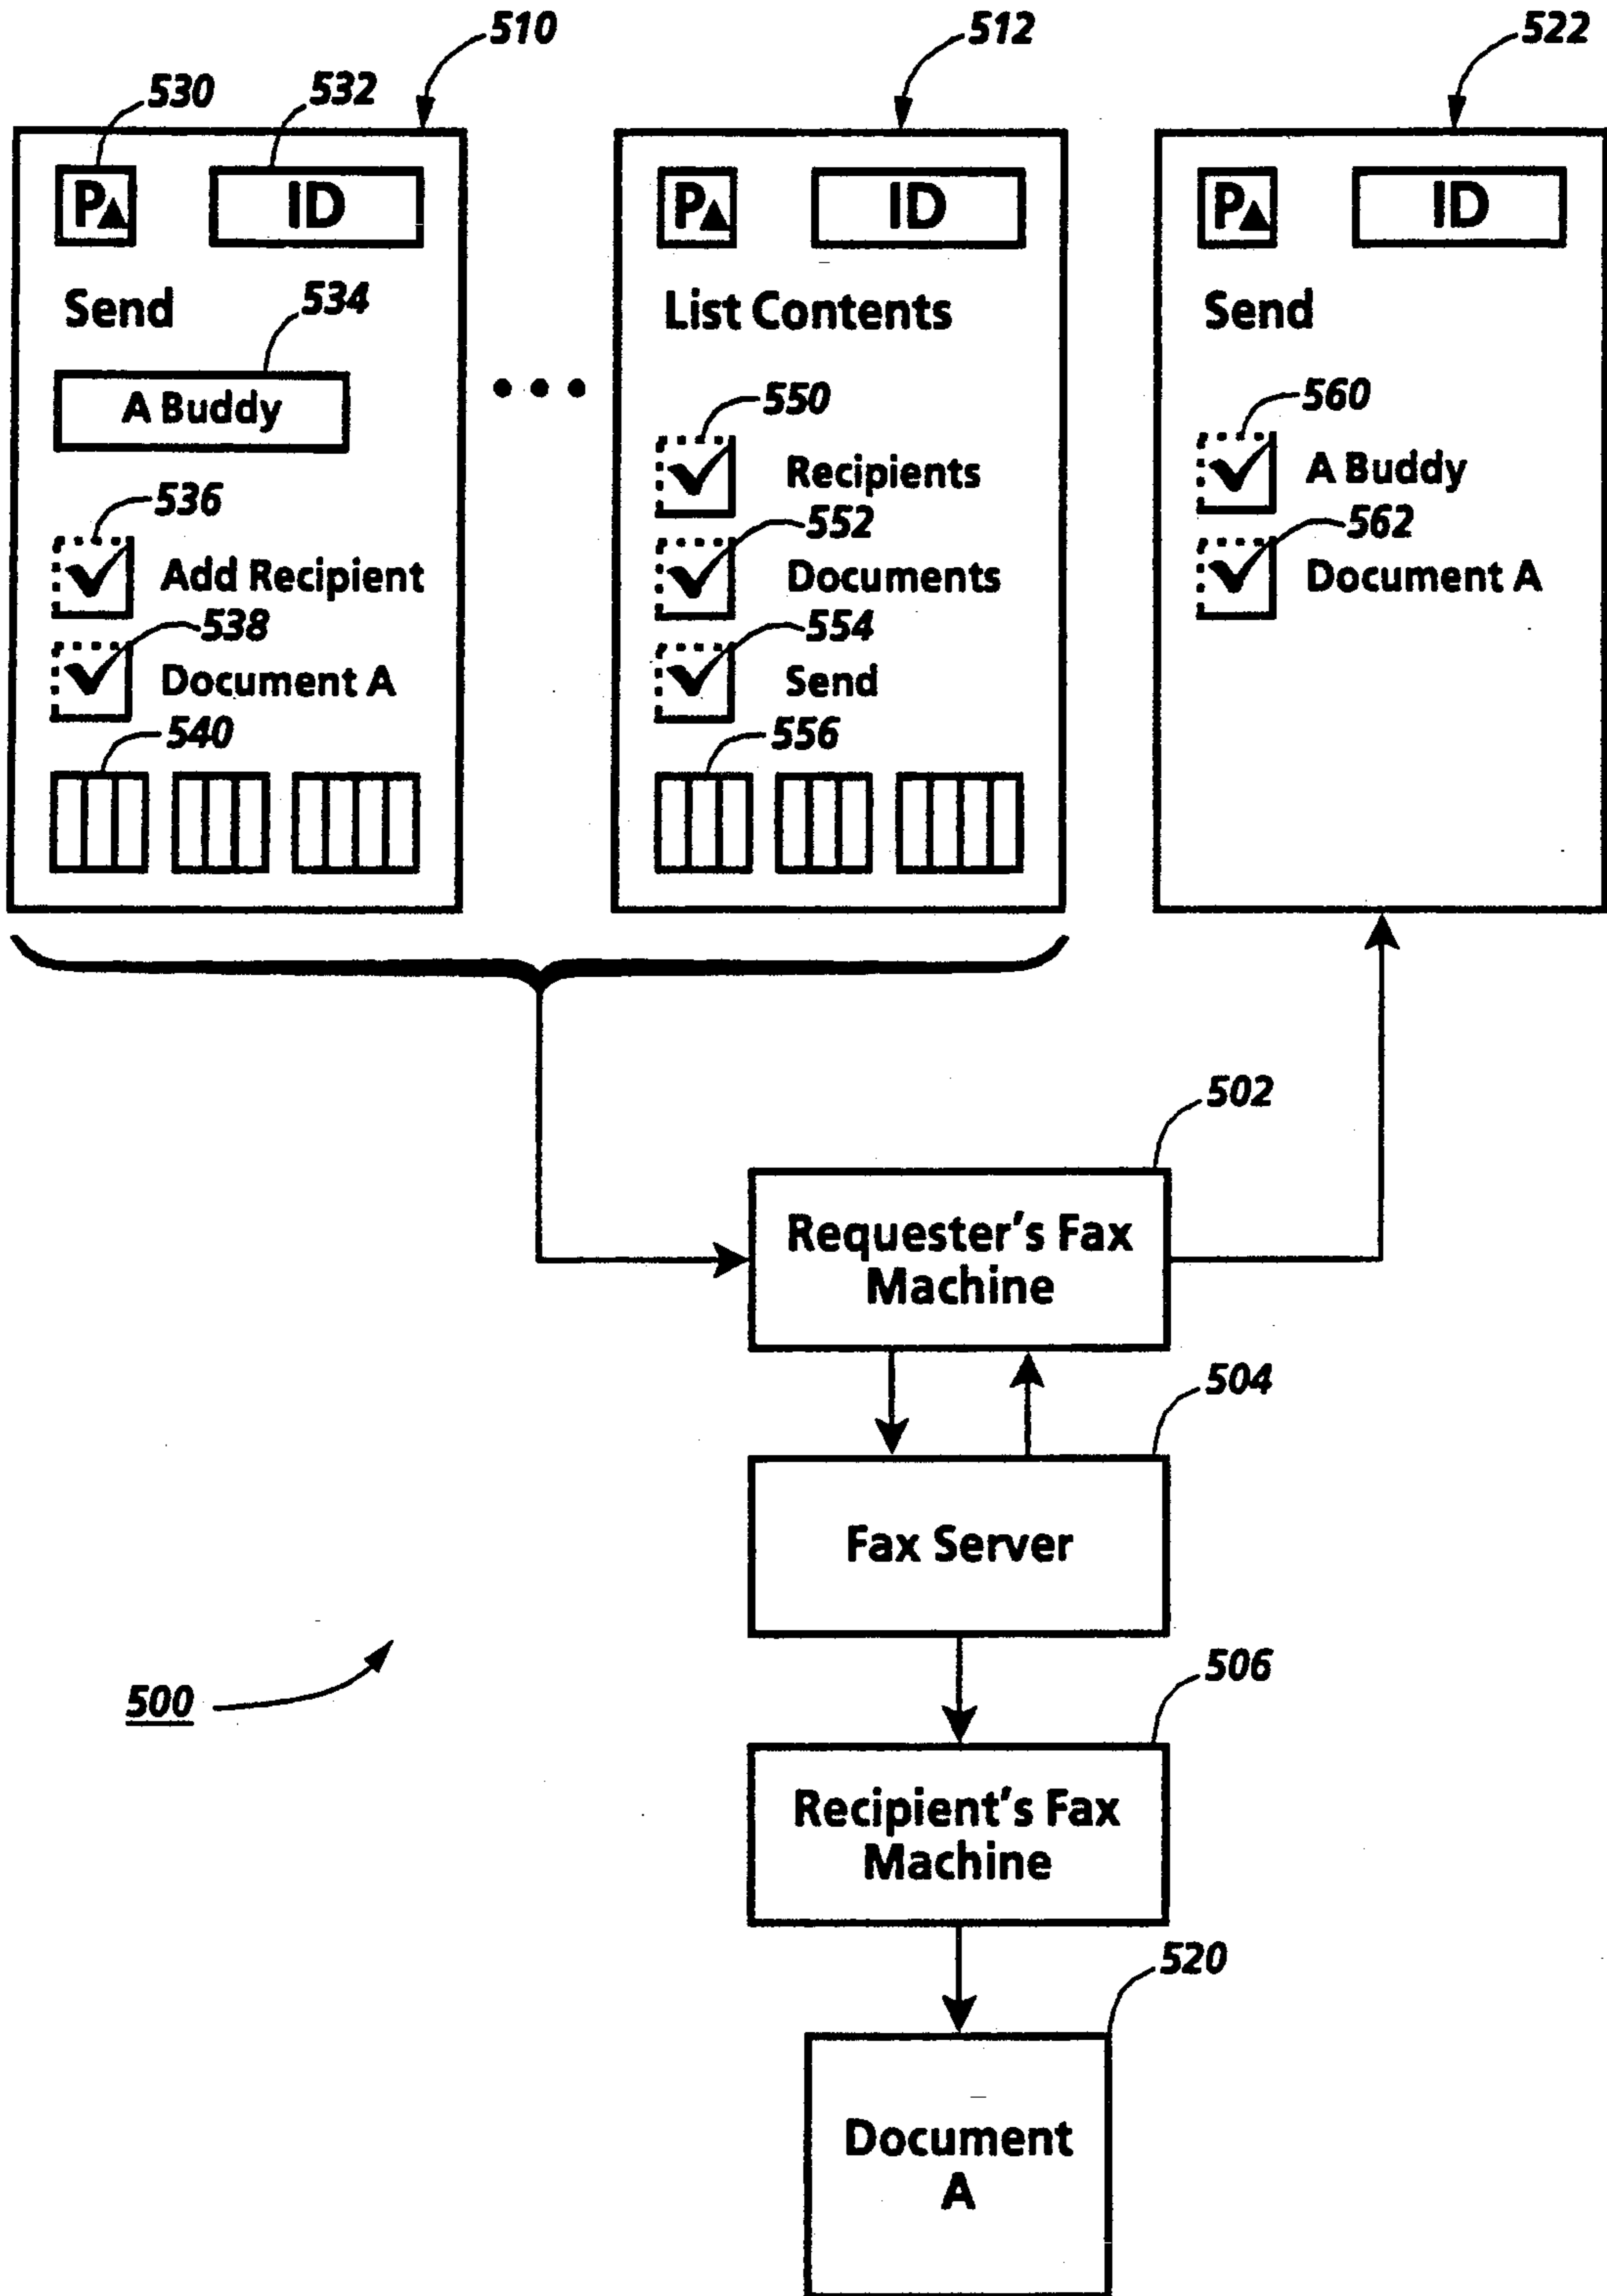 510
512
522
530
532
P▲
ID
P▲
ID
P▲
ID
Send
534
List Contents
Send
A Buddy
550
Recipients
560
A Buddy
536
Add Recipient
552
Documents
562
Document A
538
Document A
554
Send
540
556
502
Requester's Fax
Machine
504
Fax Server
500
506
Recipient's Fax
Machine
520
Document
A